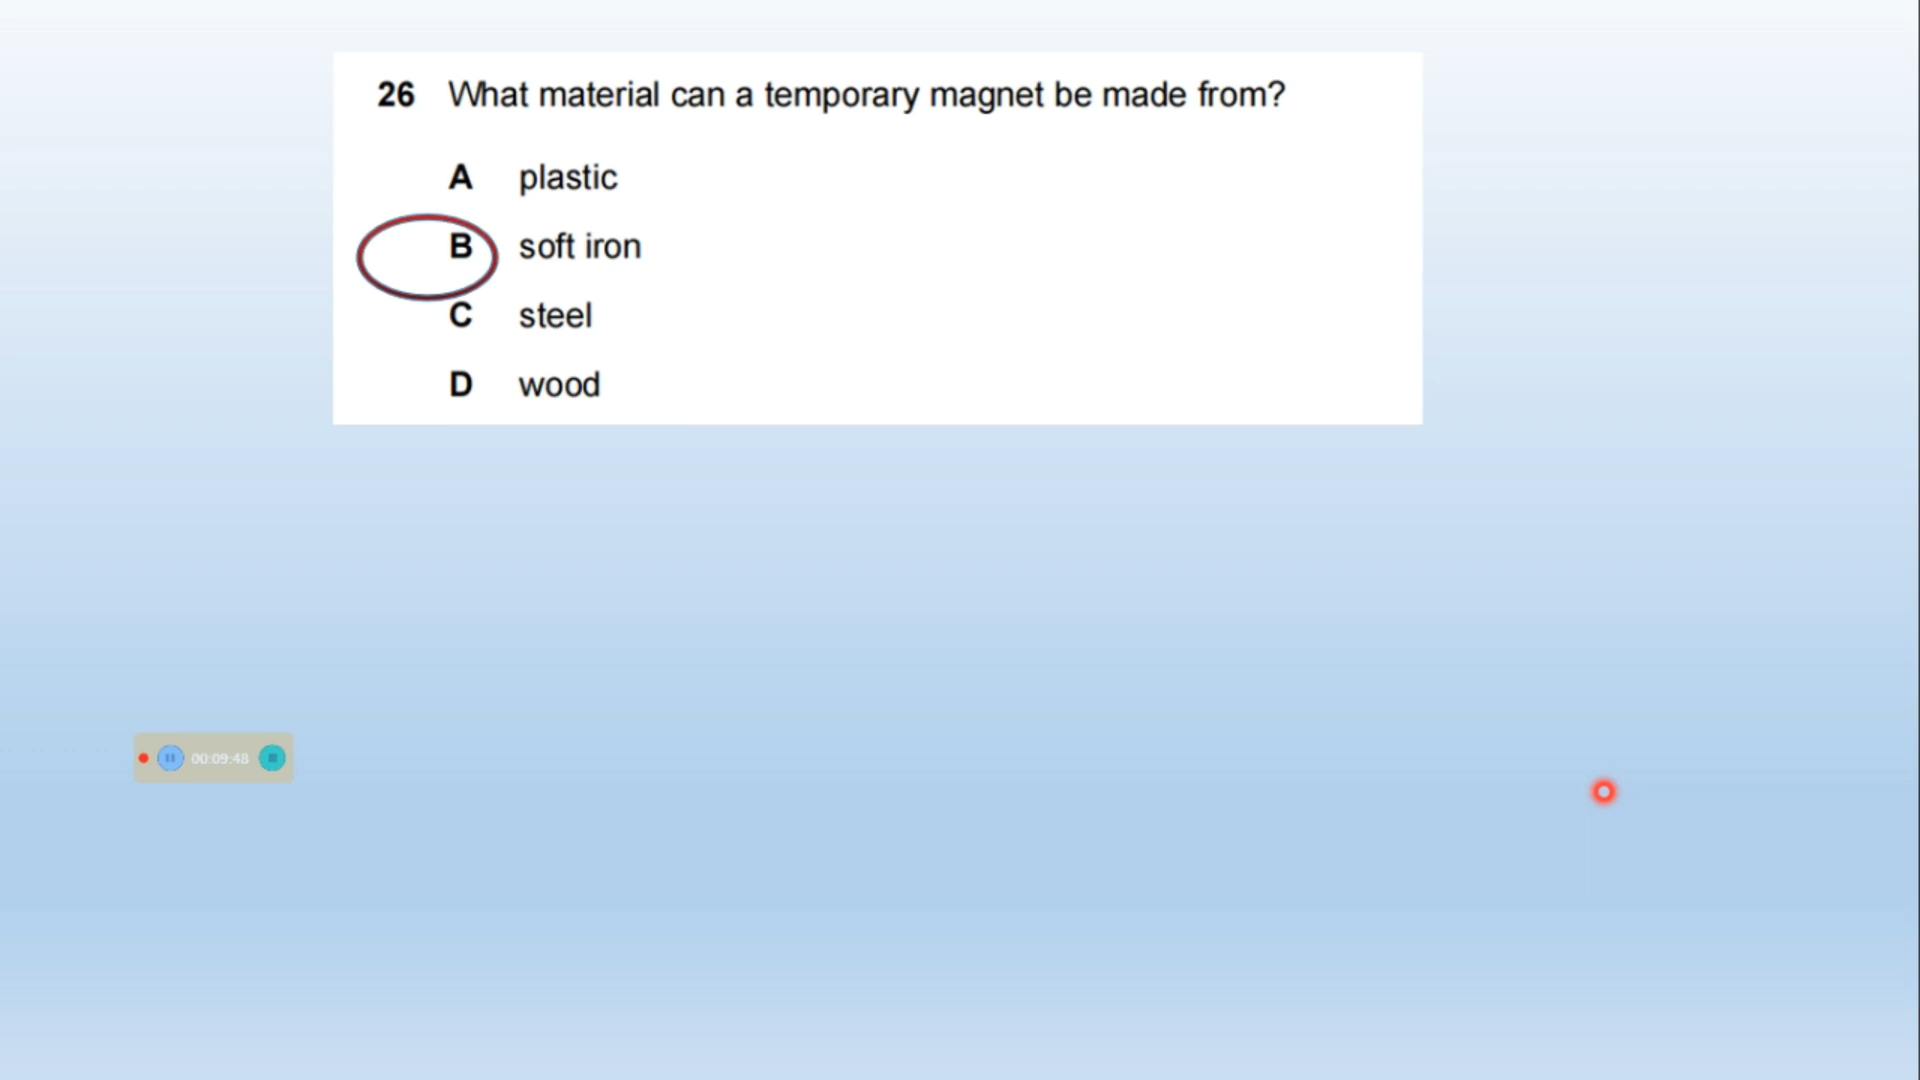 26 What material can a temporary magnet be made from?
A plastic
B soft iron
C steel
D wood
00:09:48